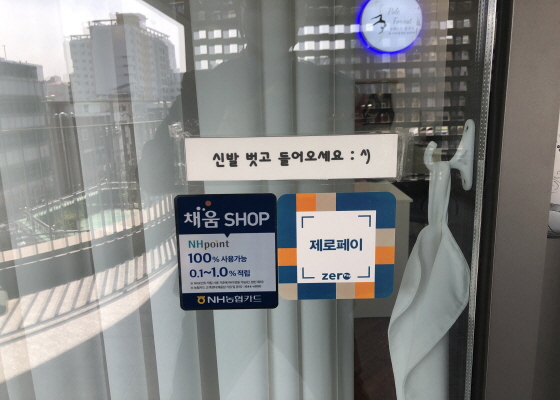 신발 벗고 들어오세요 : ^)
채움 SHOP
NHpoint
100% 사용가능
0.1~1.0% 적립
NH농협카드
제로페이
zero